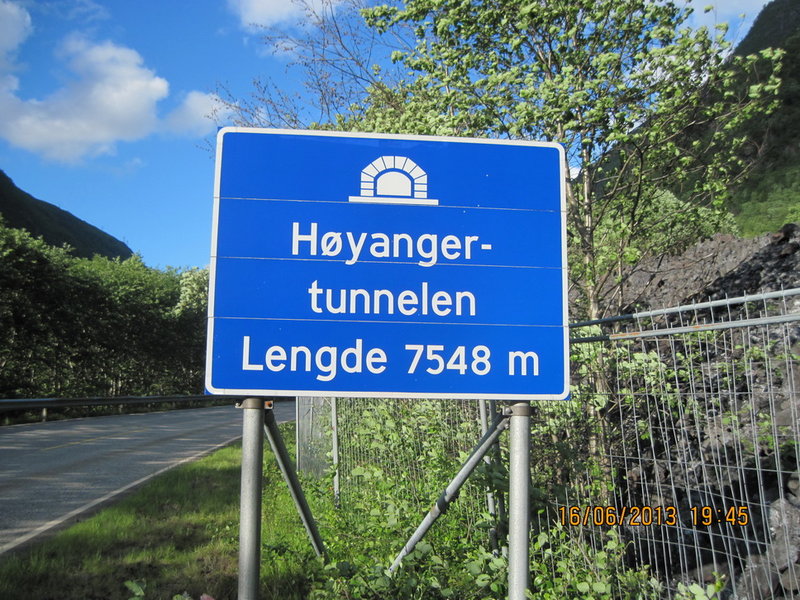 Høyanger-
tunnelen
Lengde 7548 m
16/06/2013 19:45